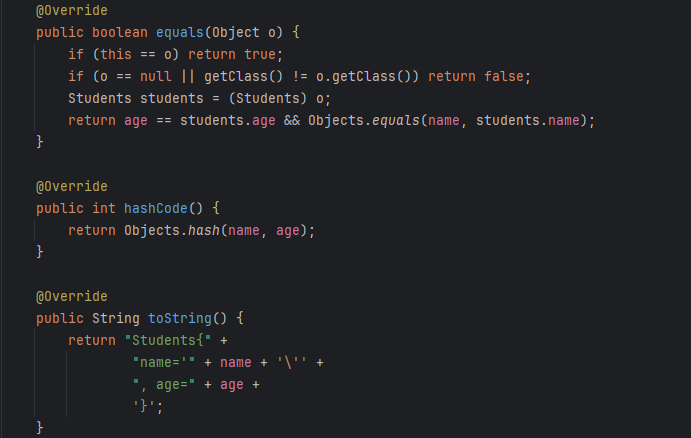 @Override
public boolean equals(Object o) {
    if (this == o) return true;
    if (o == null || getClass() != o.getClass()) return false;
    Students students = (Students) o;
    return age == students.age && Objects.equals(name, students.name);
}

@Override
public int hashCode() {
    return Objects.hash(name, age);
}

@Override
public String toString() {
    return "Students{" +
            "name='" + name + '\'' +
            ", age=" + age +
            '}';
}